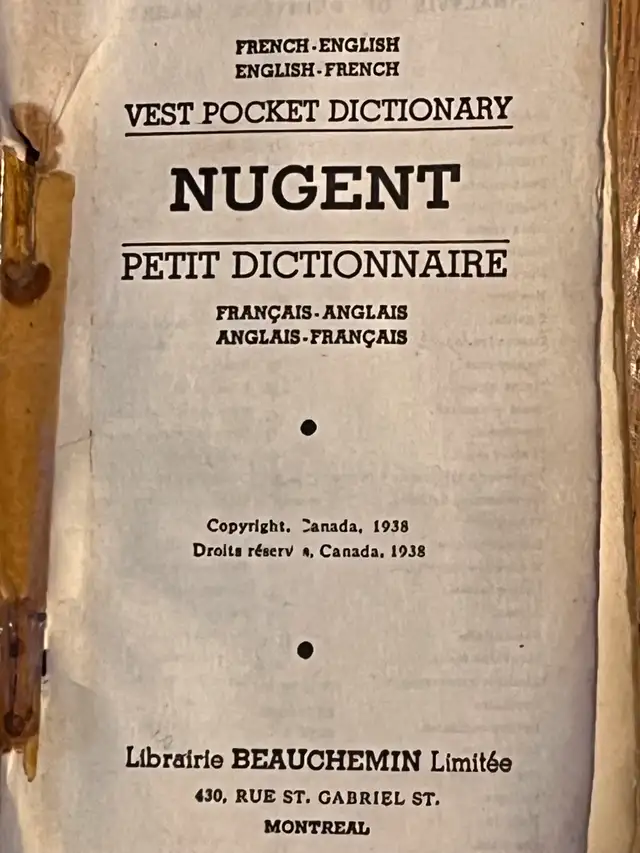 FRENCH-ENGLISH
ENGLISH-FRENCH
VEST POCKET DICTIONARY
NUGENT
PETIT DICTIONNAIRE
FRANÇAIS-ANGLAIS
ANGLAIS-FRANÇAIS
Copyright. Canada, 1938
Droits réservés, Canada, 1938
Librairie BEAUCHEMIN Limitée
430, RUE ST. GABRIEL ST.
MONTREAL